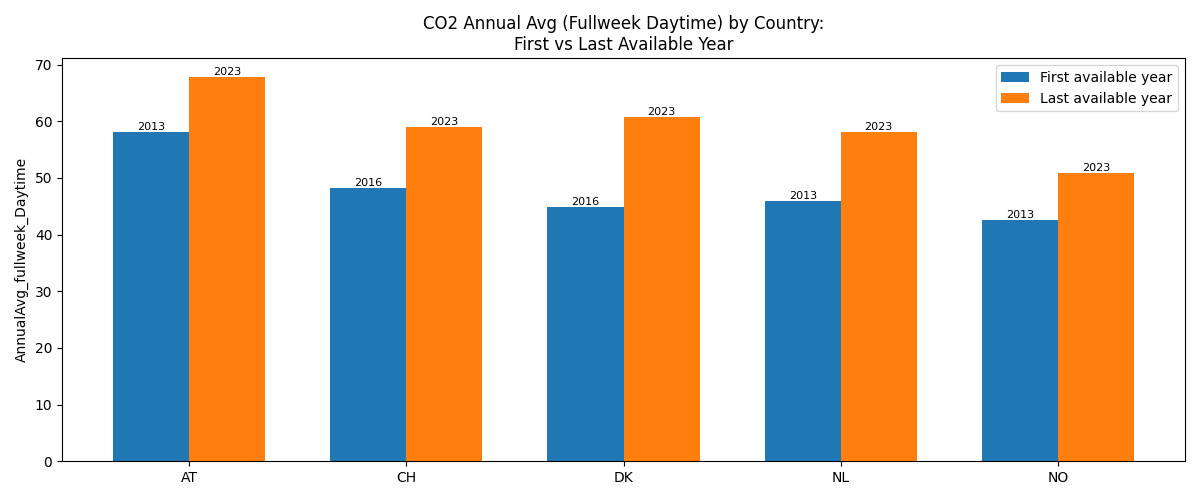 CO2 Annual Avg (Fullweek Daytime) by Country:
First vs Last Available Year
First available year
Last available year
AnnualAvg_fullweek_Daytime
70
60
50
40
30
20
10
0
2013
2023
2016
2023
2016
2023
2013
2023
2013
2023
AT
CH
DK
NL
NO